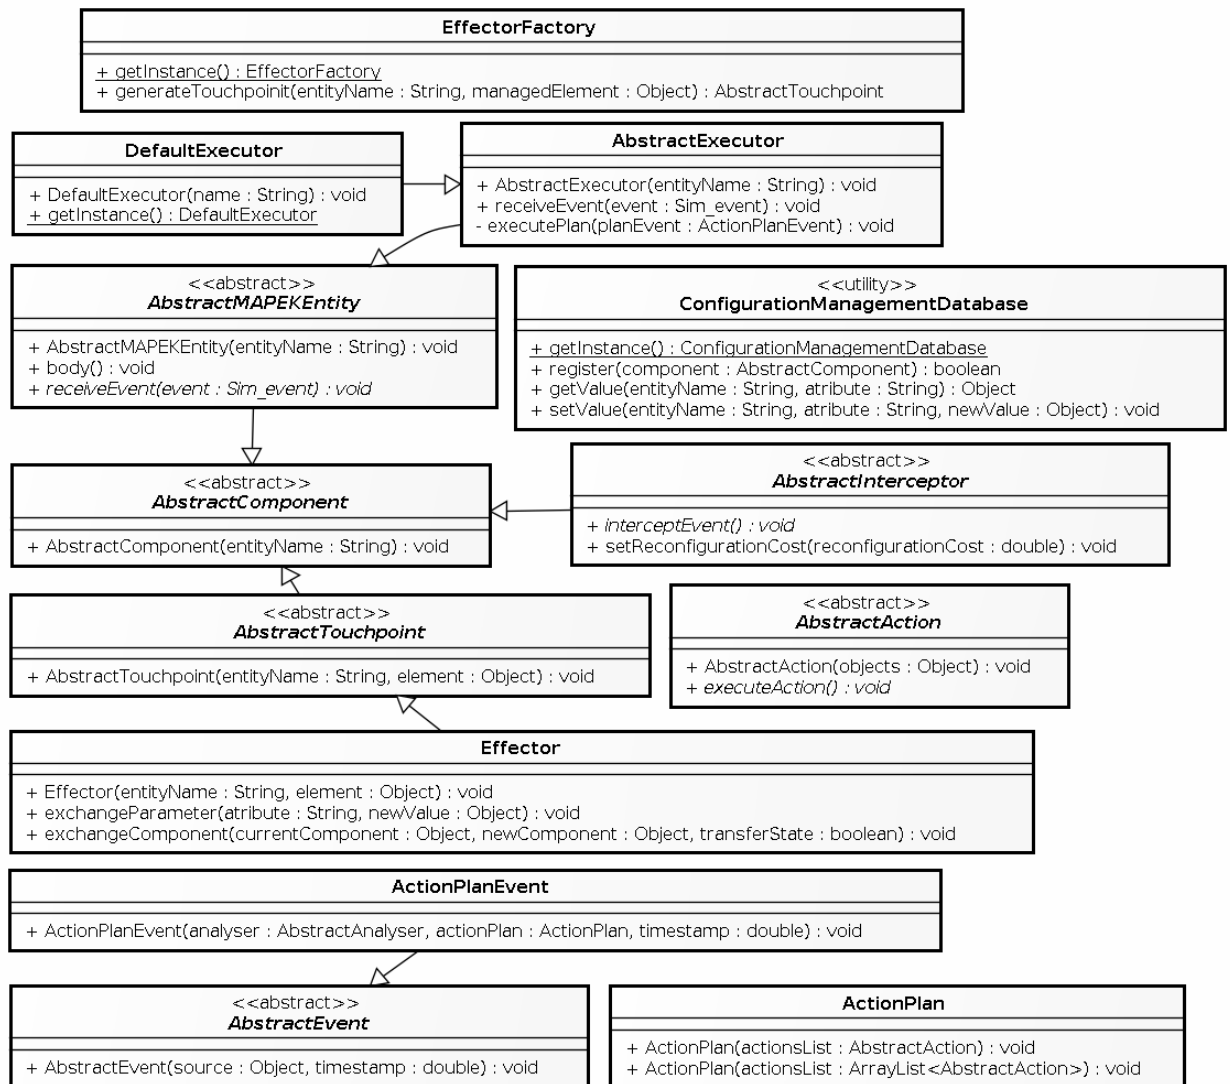 EffectorFactory
+ getInstance() : EffectorFactory
+ generateTouchpoinit(entityName : String, managedElement : Object) : AbstractTouchpoint
DefaultExecutor
+ DefaultExecutor(name : String) : void
+ getInstance() : DefaultExecutor
AbstractExecutor
+ AbstractExecutor(entityName : String) : void
+ receiveEvent(event : Sim_event) : void
- executePlan(planEvent : ActionPlanEvent) : void
<<abstract>>
AbstractMAPEKEntity
+ AbstractMAPEKEntity(entityName : String) : void
+ body() : void
+ receiveEvent(event : Sim_event) : void
<<utility>>
ConfigurationManagementDatabase
+ getInstance() : ConfigurationManagementDatabase
+ register(component : AbstractComponent) : boolean
+ getValue(entityName : String, atribute : String) : Object
+ setValue(entityName : String, atribute : String, newValue : Object) : void
<<abstract>>
AbstractComponent
+ AbstractComponent(entityName : String) : void
<<abstract>>
AbstractInterceptor
+ interceptEvent() : void
+ setReconfigurationCost(reconfigurationCost : double) : void
<<abstract>>
AbstractTouchpoint
+ AbstractTouchpoint(entityName : String, element : Object) : void
<<abstract>>
AbstractAction
+ AbstractAction(objects : Object) : void
+ executeAction() : void
Effector
+ Effector(entityName : String, element : Object) : void
+ exchangeParameter(atribute : String, newValue : Object) : void
+ exchangeComponent(currentComponent : Object, newComponent : Object, transferState : boolean) : void
ActionPlanEvent
+ ActionPlanEvent(analyser : AbstractAnalyser, actionPlan : ActionPlan, timestamp : double) : void
<<abstract>>
AbstractEvent
+ AbstractEvent(source : Object, timestamp : double) : void
ActionPlan
+ ActionPlan(actionsList : AbstractAction) : void
+ ActionPlan(actionsList : ArrayList<AbstractAction>) : void